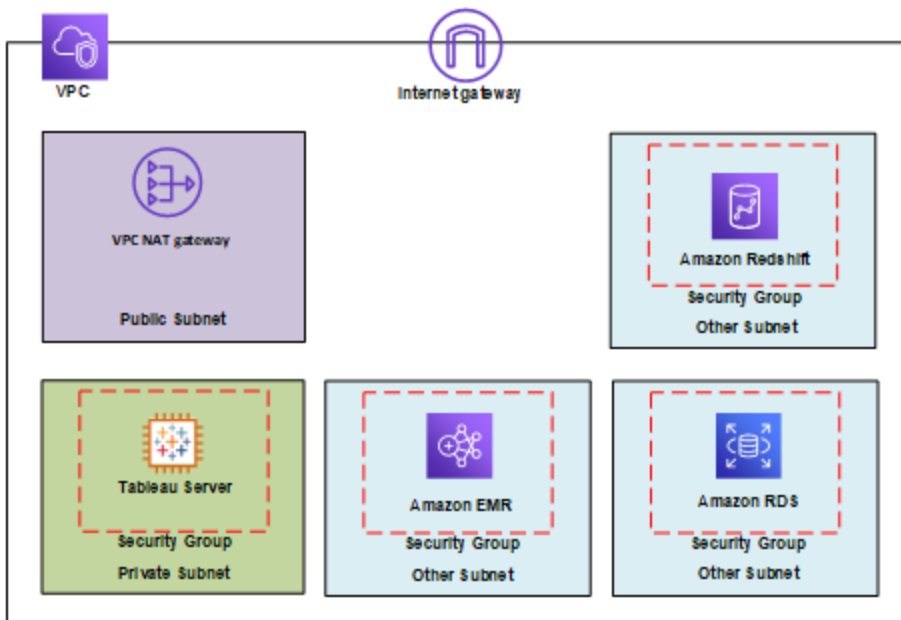 VPC
Internet gateway
VPC NAT gateway
Public Subnet
Amazon Redshift
Security Group
Other Subnet
Tableau Server
Security Group
Private Subnet
Amazon EMR
Security Group
Other Subnet
Amazon RDS
Security Group
Other Subnet